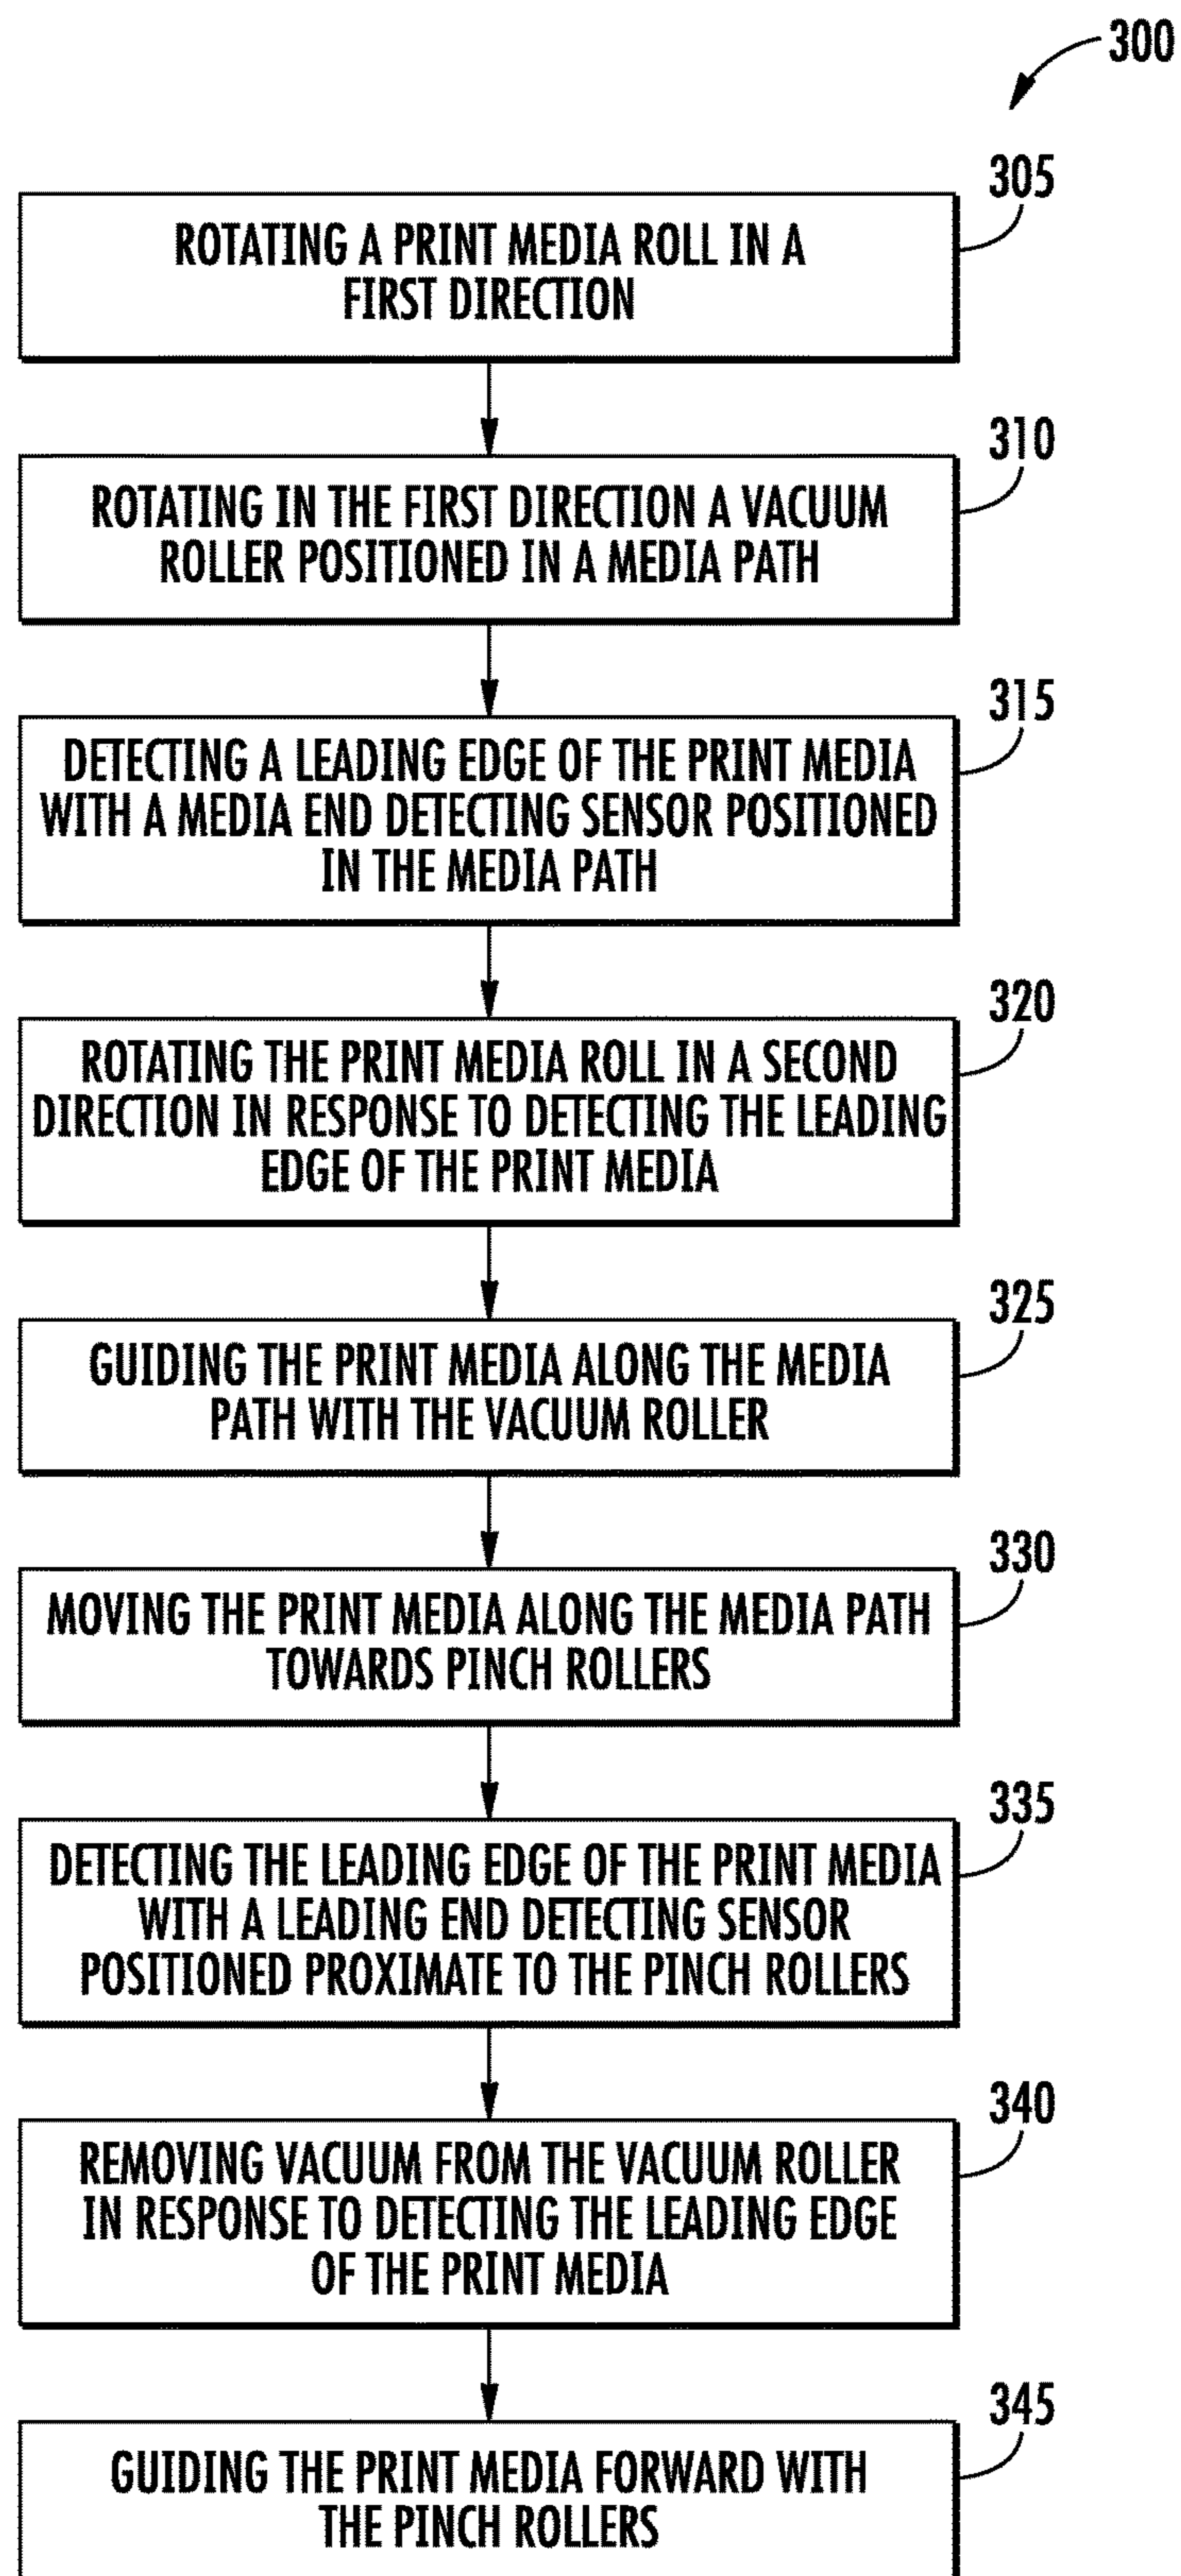 300
305
ROTATING A PRINT MEDIA ROLL IN A
FIRST DIRECTION
310
ROTATING IN THE FIRST DIRECTION A VACUUM
ROLLER POSITIONED IN A MEDIA PATH
315
DETECTING A LEADING EDGE OF THE PRINT MEDIA
WITH A MEDIA END DETECTING SENSOR POSITIONED
IN THE MEDIA PATH
320
ROTATING THE PRINT MEDIA ROLL IN A SECOND
DIRECTION IN RESPONSE TO DETECTING THE LEADING
EDGE OF THE PRINT MEDIA
325
GUIDING THE PRINT MEDIA ALONG THE MEDIA
PATH WITH THE VACUUM ROLLER
330
MOVING THE PRINT MEDIA ALONG THE MEDIA PATH
TOWARDS PINCH ROLLERS
335
DETECTING THE LEADING EDGE OF THE PRINT MEDIA
WITH A LEADING END DETECTING SENSOR
POSITIONED PROXIMATE TO THE PINCH ROLLERS
340
REMOVING VACUUM FROM THE VACUUM ROLLER
IN RESPONSE TO DETECTING THE LEADING EDGE
OF THE PRINT MEDIA
345
GUIDING THE PRINT MEDIA FORWARD WITH
THE PINCH ROLLERS